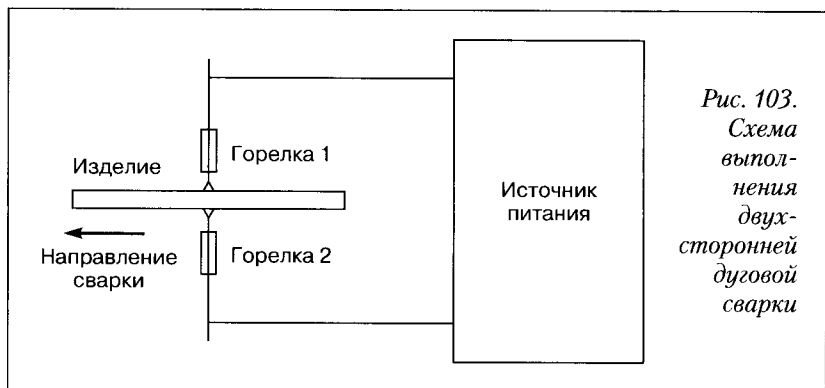 Горелка 1
Изделие
Горелка 2
Направление
сварки
Источник
питания
Рис. 103.
Схема
выпол-
нения
двух-
сторонней
дуговой
сварки